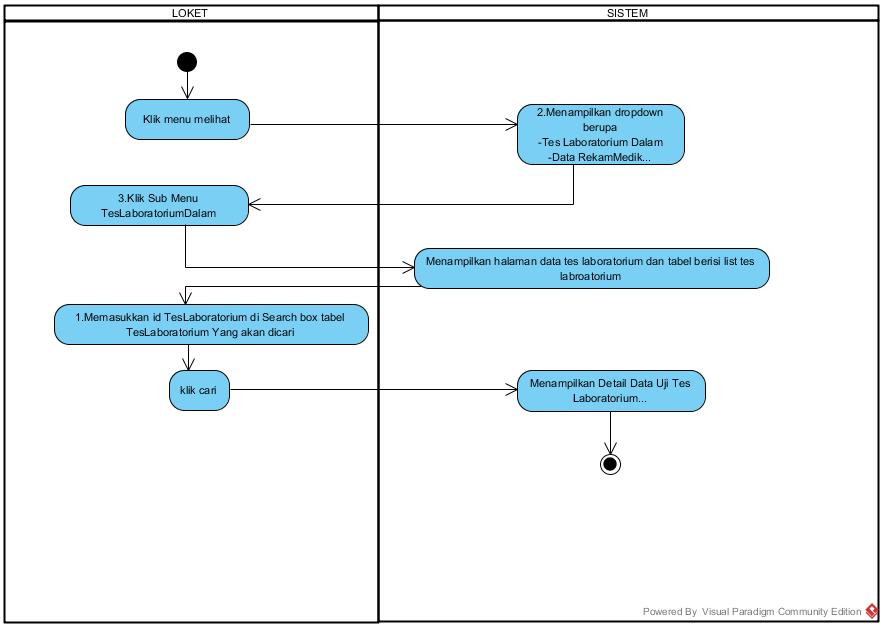 LOKET
SISTEM
Klik menu melihat
2.Menampilkan dropdown
berupa
-Tes Laboratorium Dalam
-Data RekamMedik...
3.Klik Sub Menu
TesLaboratoriumDalam
Menampilkan halaman data tes laboratorium dan tabel berisi list tes
labroatorium
1.Memasukkan id TesLaboratorium di Search box tabel
TesLaboratorium Yang akan dicari
klik cari
Menampilkan Detail Data Uji Tes
Laboratorium...
Powered By Visual Paradigm Community Edition